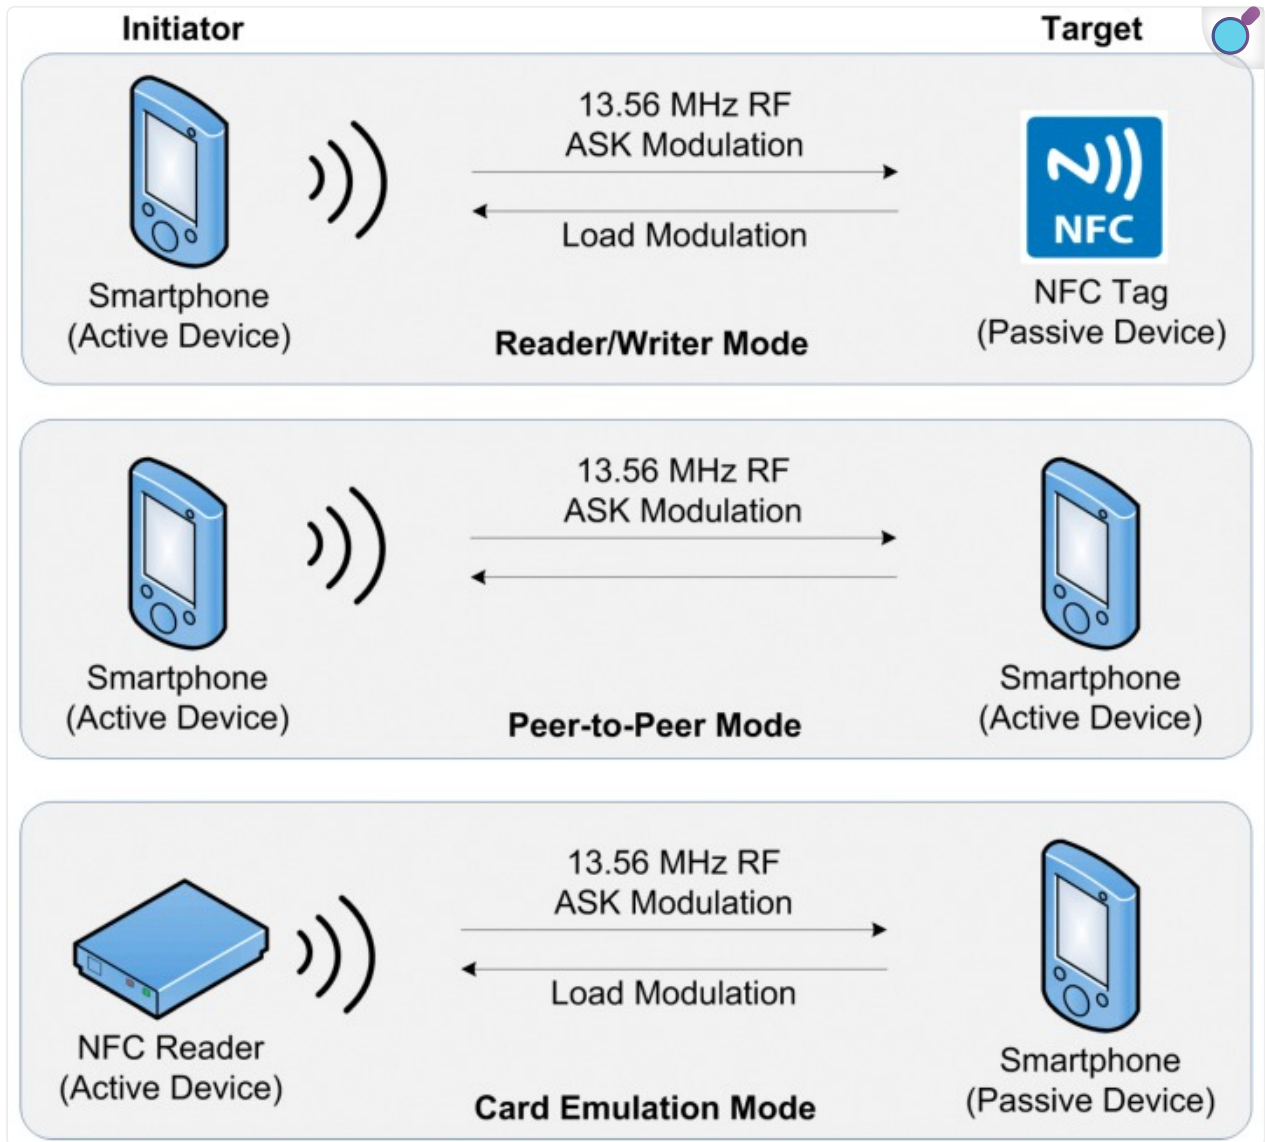 Initiator
Target
13.56 MHz RF
ASK Modulation
Load Modulation
NFC
Smartphone
(Active Device)
NFC Tag
(Passive Device)
Reader/Writer Mode
13.56 MHz RF
ASK Modulation
Smartphone
(Active Device)
Smartphone
(Active Device)
Peer-to-Peer Mode
13.56 MHz RF
ASK Modulation
Load Modulation
NFC Reader
(Active Device)
Smartphone
(Passive Device)
Card Emulation Mode